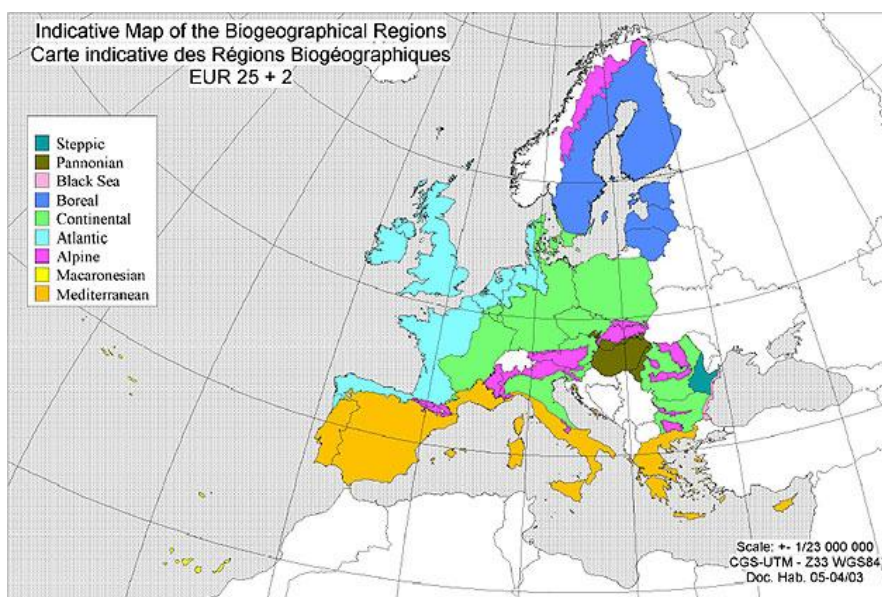 Indicative Map of the Biogeographical Regions
Carte indicative des Régions Biogéographiques
EUR 25 + 2
Steppic
Pannonian
Black Sea
Boreal
Continental
Atlantic
Alpine
Macaronesian
Mediterranean
Scale: +- 1/23 000 000
CGS-UTM - Z33 WGS84
Doc. Hab. 05-04/03